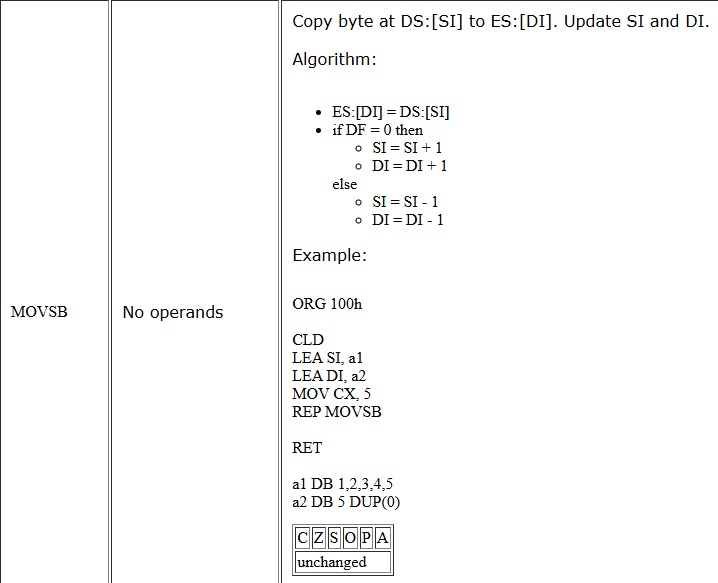 MOVSB
No operands
Copy byte at DS:[SI] to ES:[DI]. Update SI and DI.
Algorithm:
• ES:[DI] = DS:[SI]
• if DF = 0 then
◦ SI = SI + 1
◦ DI = DI + 1
else
◦ SI = SI - 1
◦ DI = DI - 1
Example:
ORG 100h
CLD
LEA SI, a1
LEA DI, a2
MOV CX, 5
REP MOVSB
RET
a1 DB 1,2,3,4,5
a2 DB 5 DUP(0)
C Z S O P A
unchanged